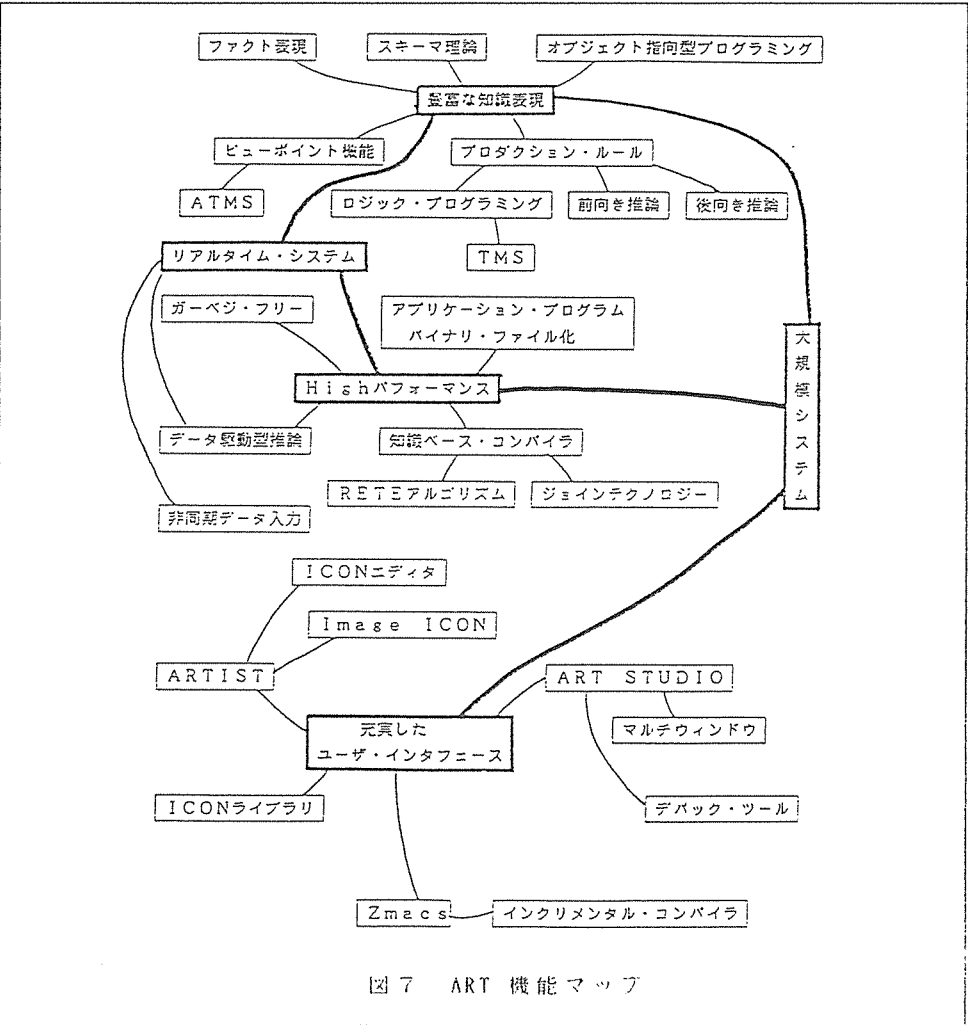 ファクト表現
スキーマ理論
オブジェクト指向型プログラミング
豊富な知識表現
ビューポイント機能
プロダクション・ルール
ATMS
ロジック・プログラミング
前向き推論
後向き推論
リアルタイム・システム
TMS
ガーベジ・フリー
アプリケーション・プログラム
バイナリ・ファイル化
大規模システム
Highパフォーマンス
データ駆動型推論
知識ベース・コンパイラ
RETEアルゴリズム
ジョインテクノロジー
非同期データ入力
ICONエディタ
Image ICON
ARTIST
ART STUDIO
充実した
ユーザ・インタフェース
マルチウィンドウ
ICONライブラリ
デバック・ツール
Zmacs
インクリメンタル・コンパイラ
図7 ART 機能マップ